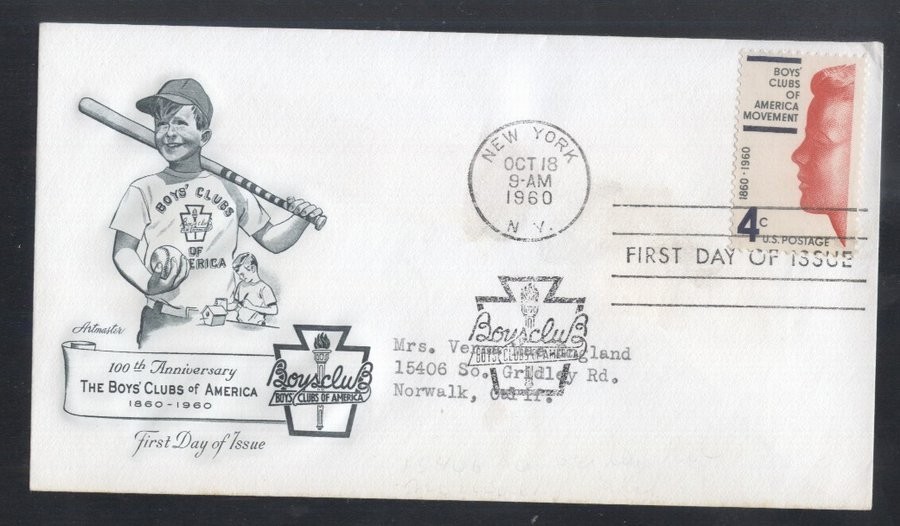 BOYS' CLUBS
OF
AMERICA
Artmaster
100th Anniversary
THE BOYS' CLUBS OF AMERICA
1860-1960
First Day of Issue
BoyscluB
BOYS CLUBS OF AMERICA
NEW YORK
OCT 18
9-AM
1960
N. Y.
BOYS'
CLUBS
OF
AMERICA
MOVEMENT
1860-1960
4c
U.S. POSTAGE
FIRST DAY OF ISSUE
BoyscluB
BOYS CLUBS OF AMERICA
Mrs.
15406 So. Gridley Rd.
Norwalk,